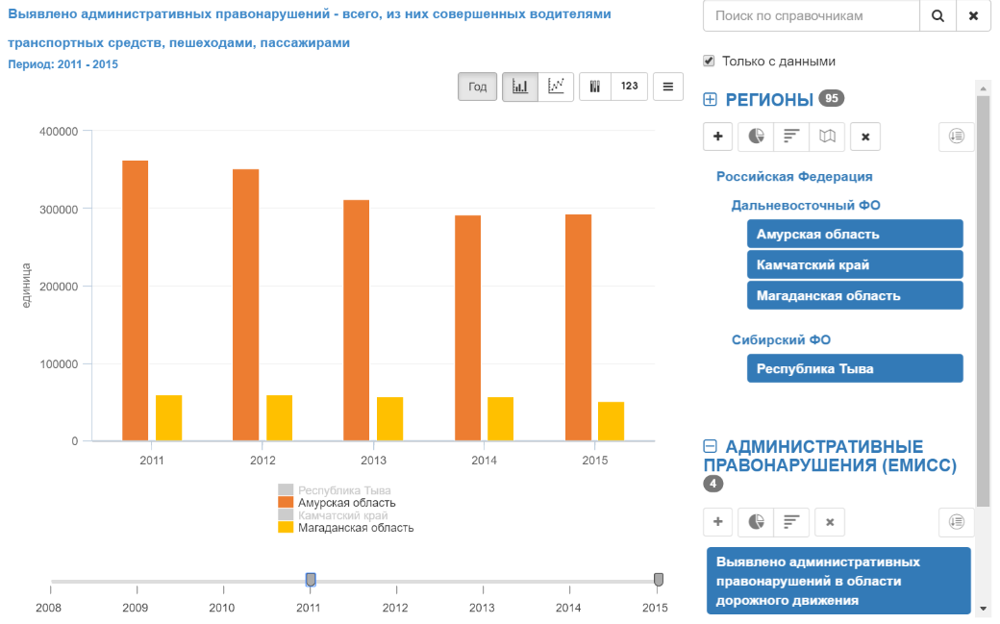 Выявлено административных правонарушений - всего, из них совершенных водителями
транспортных средств, пешеходами, пассажирами
Период: 2011 - 2015
Год
123
400000
300000
200000
100000
0
единица
2011
2012
2013
2014
2015
Республика Тыва
Амурская область
Камчатский край
Магаданская область
2008
2009
2010
2011
2012
2013
2014
2015
Поиск по справочникам
Только с данными
РЕГИОНЫ 95
Российская Федерация
Дальневосточный ФО
Амурская область
Камчатский край
Магаданская область
Сибирский ФО
Республика Тыва
АДМИНИСТРАТИВНЫЕ
ПРАВОНАРУШЕНИЯ (ЕМИСС)
4
Выявлено административных
правонарушений в области
дорожного движения